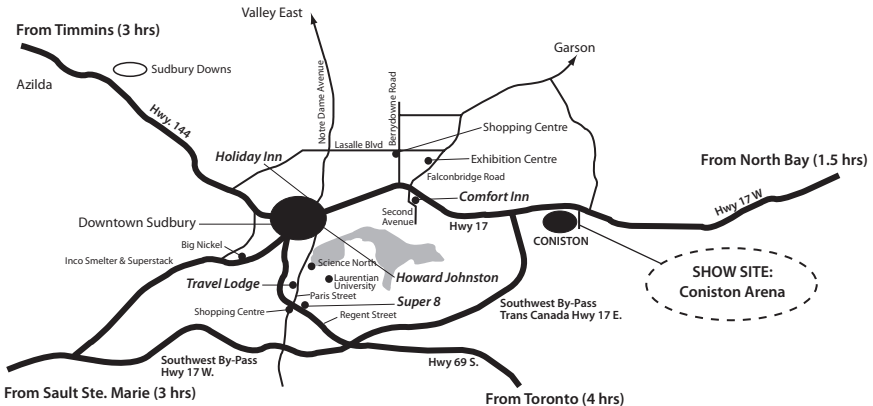 Valley East
From Timmins (3 hrs)
Garson
Sudbury Downs
Azilda
Notre Dame Avenue
Berrydowne Road
Hwy. 144
Shopping Centre
Lasalle Blvd
Holiday Inn
Exhibition Centre
From North Bay (1.5 hrs)
Falconbridge Road
Comfort Inn
Hwy 17 W
Second
Avenue
Downtown Sudbury
Hwy 17
CONISTON
Big Nickel
Inco Smelter & Superstack
Science North
SHOW SITE:
Coniston Arena
Laurentian
University
Howard Johnston
Travel Lodge
Paris Street
Super 8
Southwest By-Pass
Trans Canada Hwy 17 E.
Shopping Centre
Regent Street
Southwest By-Pass
Hwy 17 W.
Hwy 69 S.
From Sault Ste. Marie (3 hrs)
From Toronto (4 hrs)